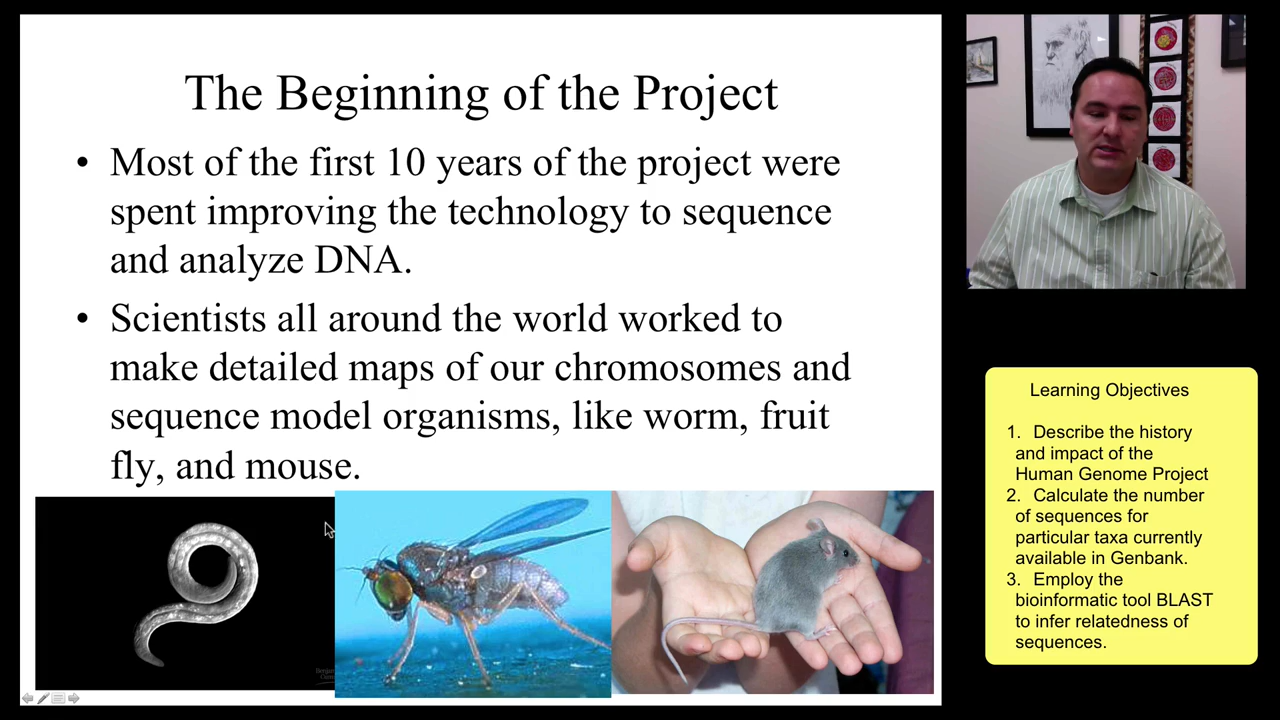 The Beginning of the Project
• Most of the first 10 years of the project were
spent improving the technology to sequence
and analyze DNA.
• Scientists all around the world worked to
make detailed maps of our chromosomes and
sequence model organisms, like worm, fruit
fly, and mouse.
Learning Objectives
1. Describe the history
and impact of the
Human Genome Project
2. Calculate the number
of sequences for
particular taxa currently
available in Genbank.
3. Employ the
bioinformatic tool BLAST
to infer relatedness of
sequences.